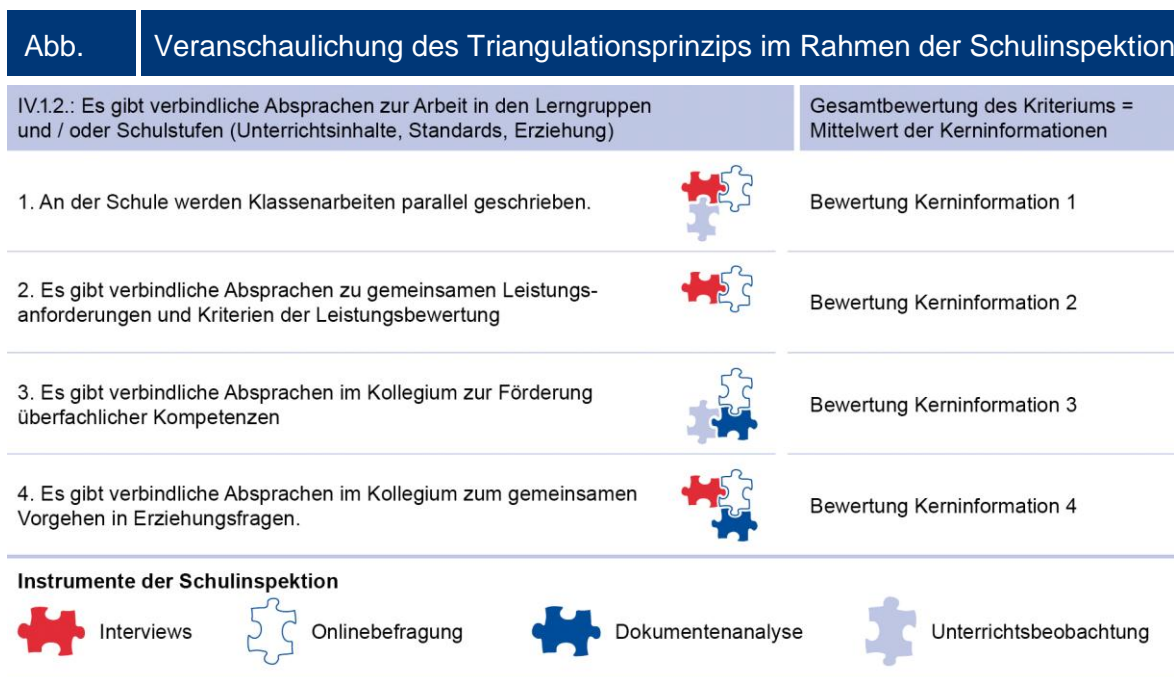 Abb. Veranschaulichung des Triangulationsprinzips im Rahmen der Schulinspektion
IV.1.2.: Es gibt verbindliche Absprachen zur Arbeit in den Lerngruppen
und / oder Schulstufen (Unterrichtsinhalte, Standards, Erziehung)
Gesamtbewertung des Kriteriums =
Mittelwert der Kerninformationen
1. An der Schule werden Klassenarbeiten parallel geschrieben.
Bewertung Kerninformation 1
2. Es gibt verbindliche Absprachen zu gemeinsamen Leistungs-
anforderungen und Kriterien der Leistungsbewertung
Bewertung Kerninformation 2
3. Es gibt verbindliche Absprachen im Kollegium zur Förderung
überfachlicher Kompetenzen
Bewertung Kerninformation 3
4. Es gibt verbindliche Absprachen im Kollegium zum gemeinsamen
Vorgehen in Erziehungsfragen.
Bewertung Kerninformation 4
Instrumente der Schulinspektion
Interviews Onlinebefragung Dokumentenanalyse Unterrichtsbeobachtung